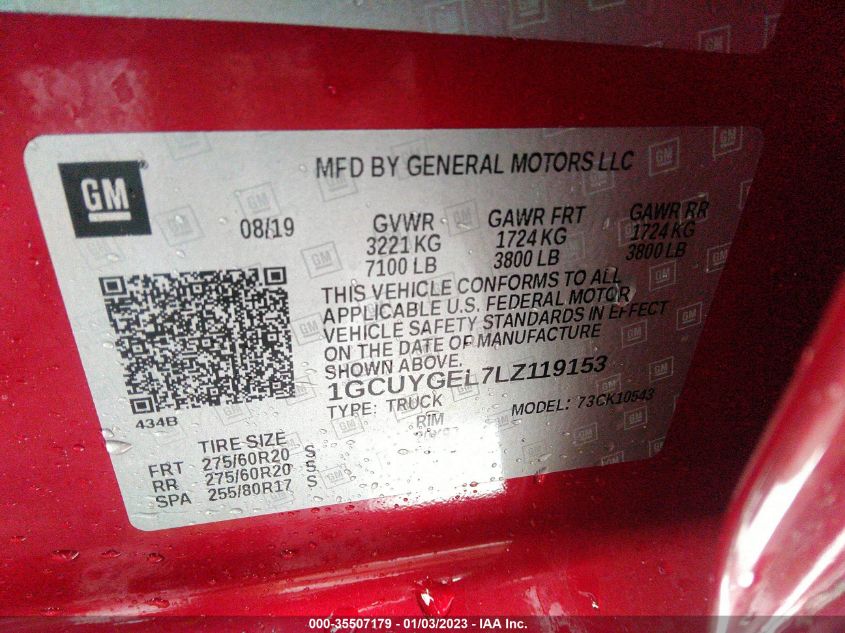 GM
MFD BY GENERAL MOTORS LLC
08/19
GVWR GAWR FRT GAWR RR
3221 KG 1724 KG 1724 KG
7100 LB 3800 LB 3800 LB
THIS VEHICLE CONFORMS TO ALL
APPLICABLE U.S. FEDERAL MOTOR
VEHICLE SAFETY STANDARDS IN EFFECT
ON THE DATE OF MANUFACTURE
SHOWN ABOVE.
1GCUYGEL7LZ119153
TYPE: TRUCK MODEL: 73CK10543
434B
TIRE SIZE RIM
FRT 275/60R20 S
RR 275/60R20 S
SPA 255/80R17 S
000-35507179 — 01/03/2023 — IAA Inc.